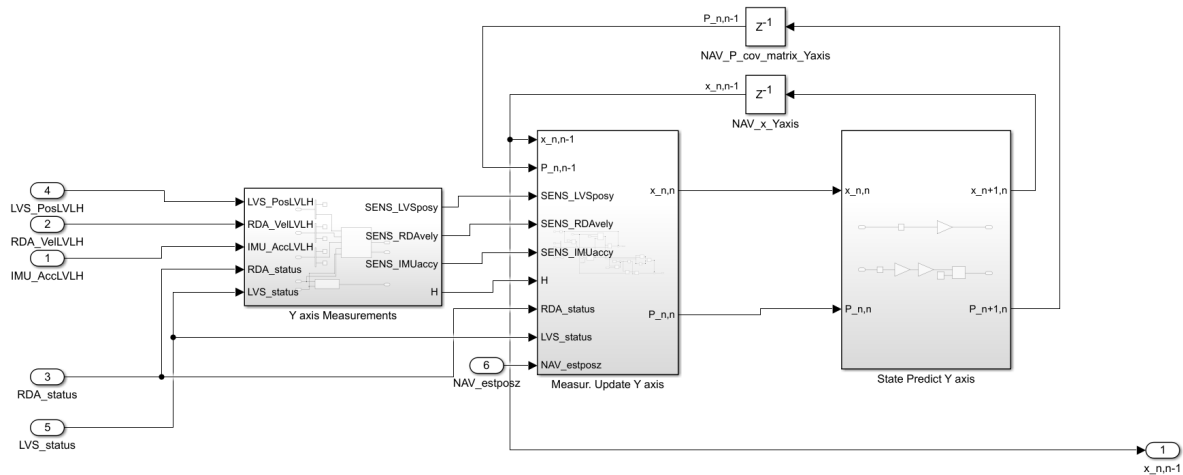 P_n,n-1
z-1
NAV_P_cov_matrix_Yaxis
x_n,n-1
z-1
NAV_x_Yaxis
4
LVS_PosLVLH
2
RDA_VelLVLH
1
IMU_AccLVLH
3
RDA_status
5
LVS_status
LVS_PosLVLH
RDA_VelLVLH
IMU_AccLVLH
RDA_status
LVS_status
SENS_LVSposy
SENS_RDAvely
SENS_IMUaccy
H
Y axis Measurements
6
NAV_estposz
x_n,n-1
P_n,n-1
SENS_LVSposy
SENS_RDAvely
SENS_IMUaccy
H
RDA_status
LVS_status
NAV_estposz
x_n,n
P_n,n
Measur. Update Y axis
x_n,n
P_n,n
x_n+1,n
P_n+1,n
State Predict Y axis
1
x_n,n-1